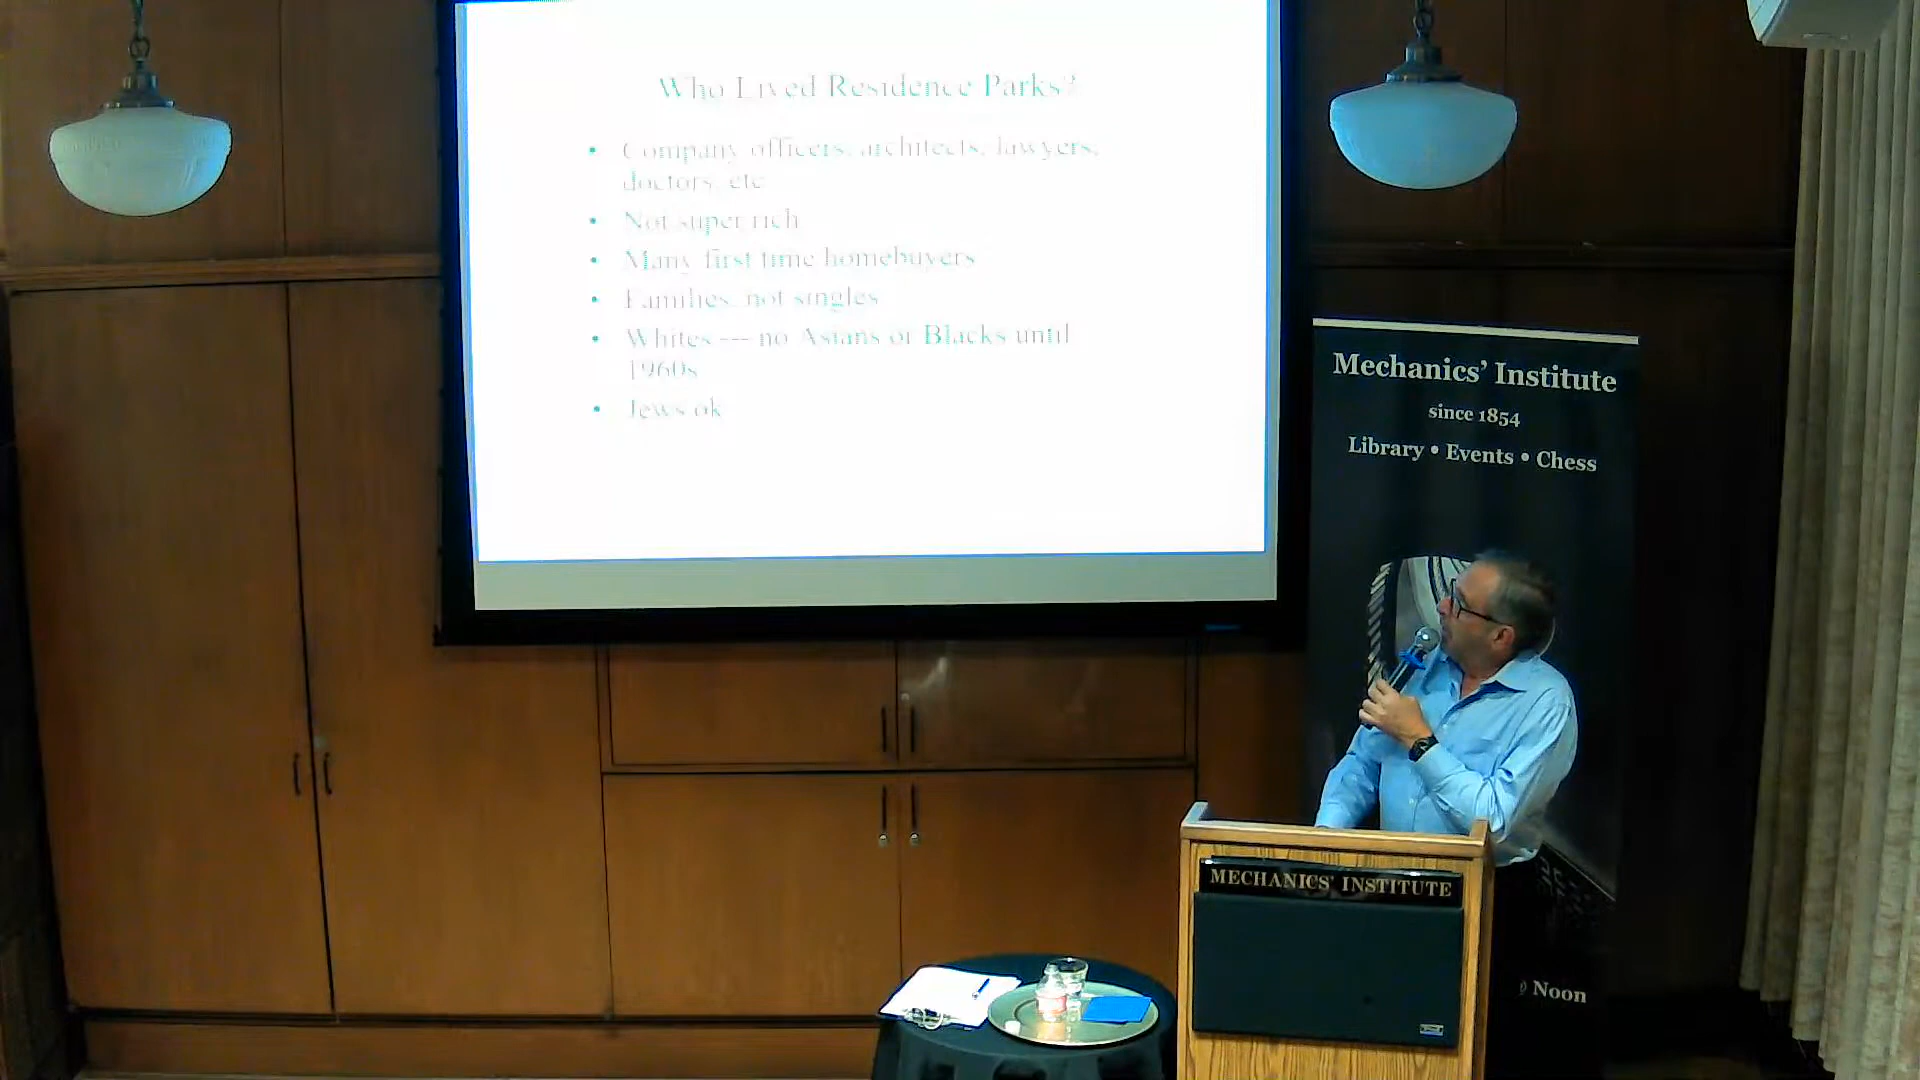 Who Lived Residence Parks?
• Company officers, architects, lawyers,
doctors, etc
• Not super rich
• Many first time homebuyers
• Families, not singles
• Whites --- no Asians or Blacks until
1960s
• Jews ok
Mechanics' Institute
since 1854
Library • Events • Chess
Noon
MECHANICS' INSTITUTE